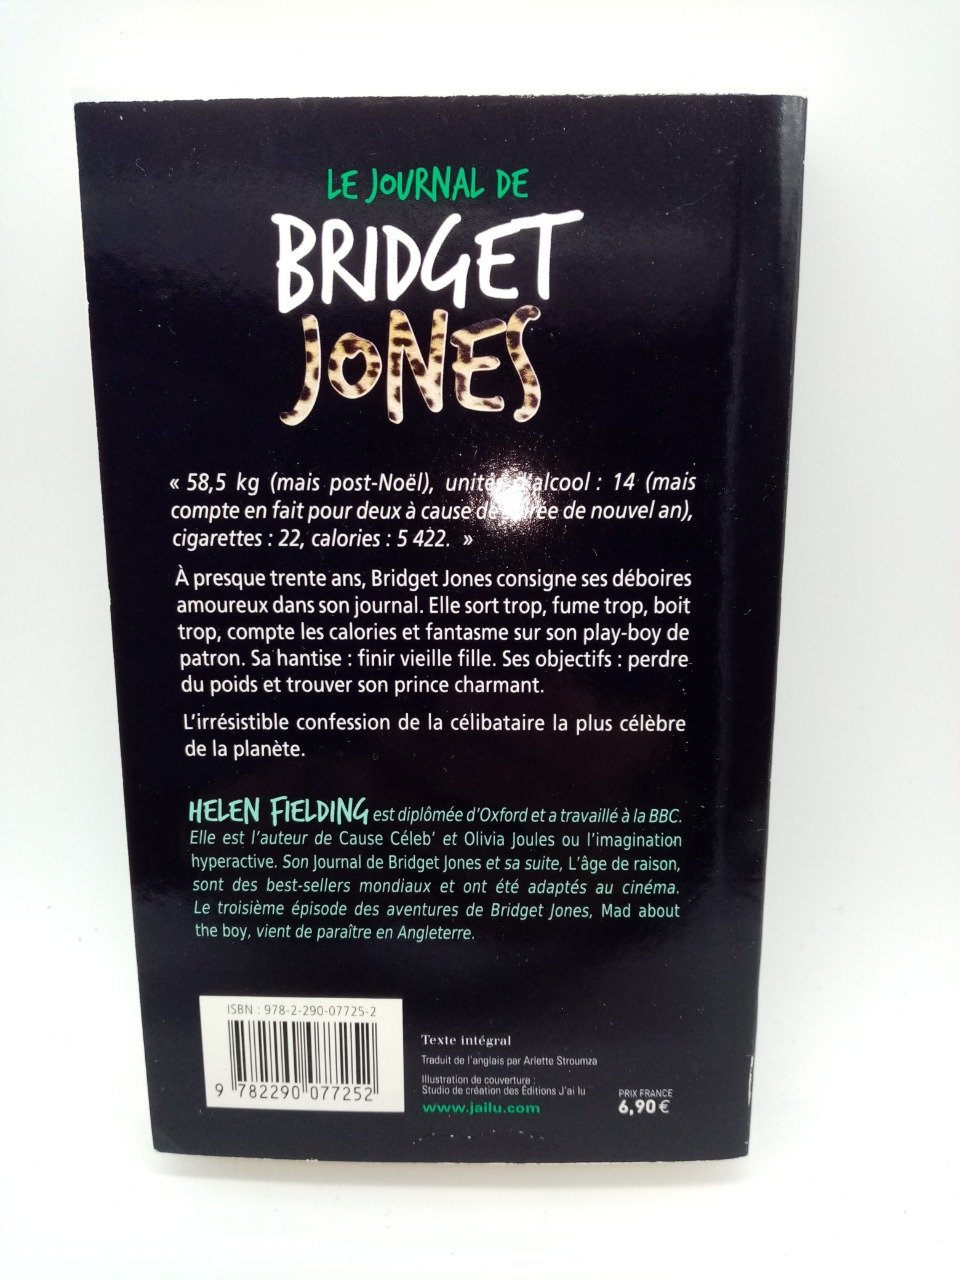 LE JOURNAL DE
BRIDGET
JONES
« 58,5 kg (mais post-Noël), unités d'alcool : 14 (mais
compte en fait pour deux à cause de soirée de nouvel an),
cigarettes : 22, calories : 5 422. »
À presque trente ans, Bridget Jones consigne ses déboires
amoureux dans son journal. Elle sort trop, fume trop, boit
trop, compte les calories et fantasme sur son play-boy de
patron. Sa hantise : finir vieille fille. Ses objectifs : perdre
du poids et trouver son prince charmant.
L'irrésistible confession de la célibataire la plus célèbre
de la planète.
HELEN FIELDING est diplômée d'Oxford et a travaillé à la BBC.
Elle est l'auteur de Cause Céleb' et Olivia Joules ou l'imagination
hyperactive. Son Journal de Bridget Jones et sa suite, L'âge de raison,
sont des best-sellers mondiaux et ont été adaptés au cinéma.
Le troisième épisode des aventures de Bridget Jones, Mad about
the boy, vient de paraître en Angleterre.
ISBN : 978-2-290-07725-2
9 782290 077252
Texte intégral
Traduit de l'anglais par Arlette Stroumza
Illustration de couverture :
Studio de création des Éditions J'ai lu
www.jailu.com
PRIX FRANCE
6,90 €